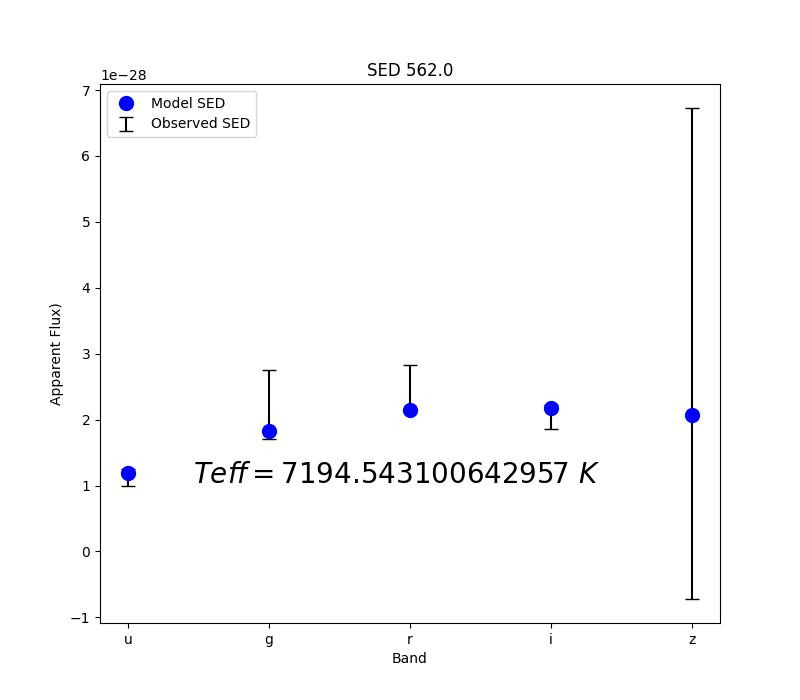 SED 562.0
1e−28
Model SED
Observed SED
7
6
5
4
3
2
1
0
−1
Apparent Flux)
Teff = 7194.543100642957 K
u g r i z
Band